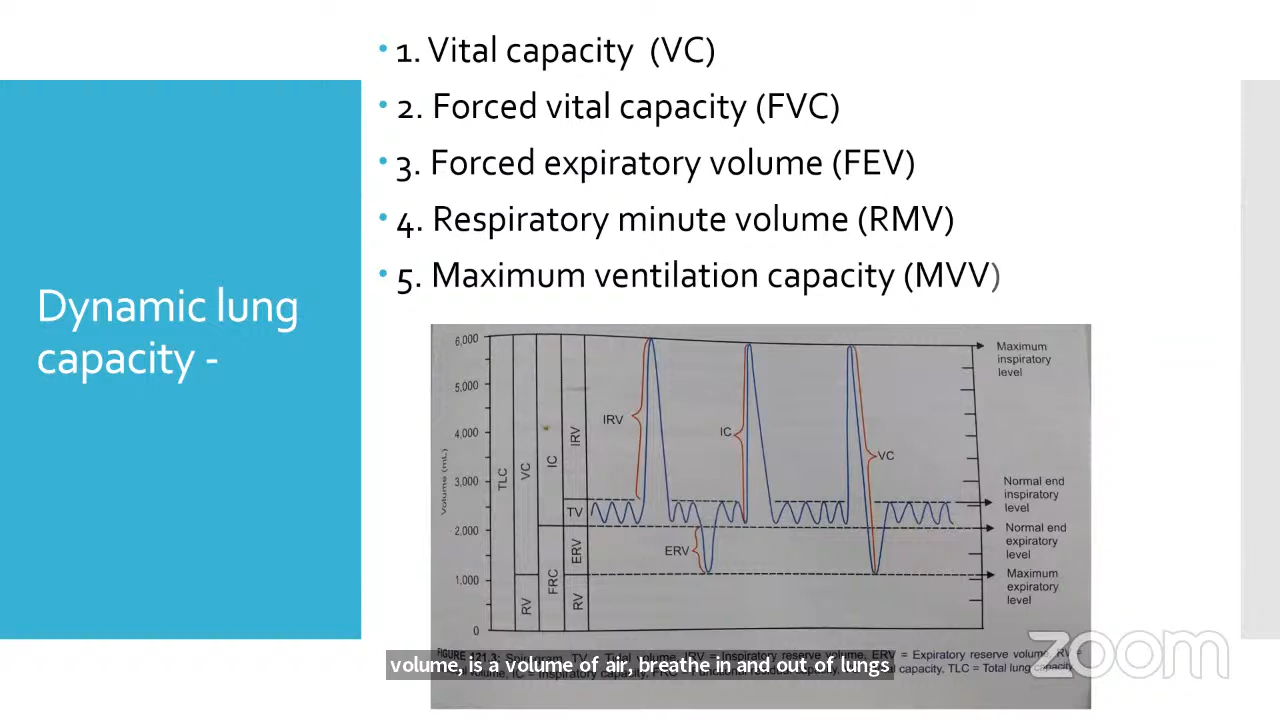 1. Vital capacity (VC)
2. Forced vital capacity (FVC)
3. Forced expiratory volume (FEV)
4. Respiratory minute volume (RMV)
5. Maximum ventilation capacity (MVV)
Dynamic lung
capacity -
6,000
5,000
4,000
3,000
2,000
1.000
0
Volume (mL)
TLC
VC
RV
IC
FRC
IRV
TV
ERV
RV
IRV
ERV
IC
VC
Maximum
inspiratory
level
Normal end
inspiratory
level
Normal end
expiratory
level
Maximum
expiratory
level
FIGURE 121.3: Spirogram. TV = Tidal volume, IRV = Inspiratory reserve volume, ERV = Expiratory reserve volume, RV =
volume, IC = Inspiratory capacity, FRC = Functional residual capacity, capacity, TLC = Total lung capacity
volume, is a volume of air, breathe in and out of lungs
zoom